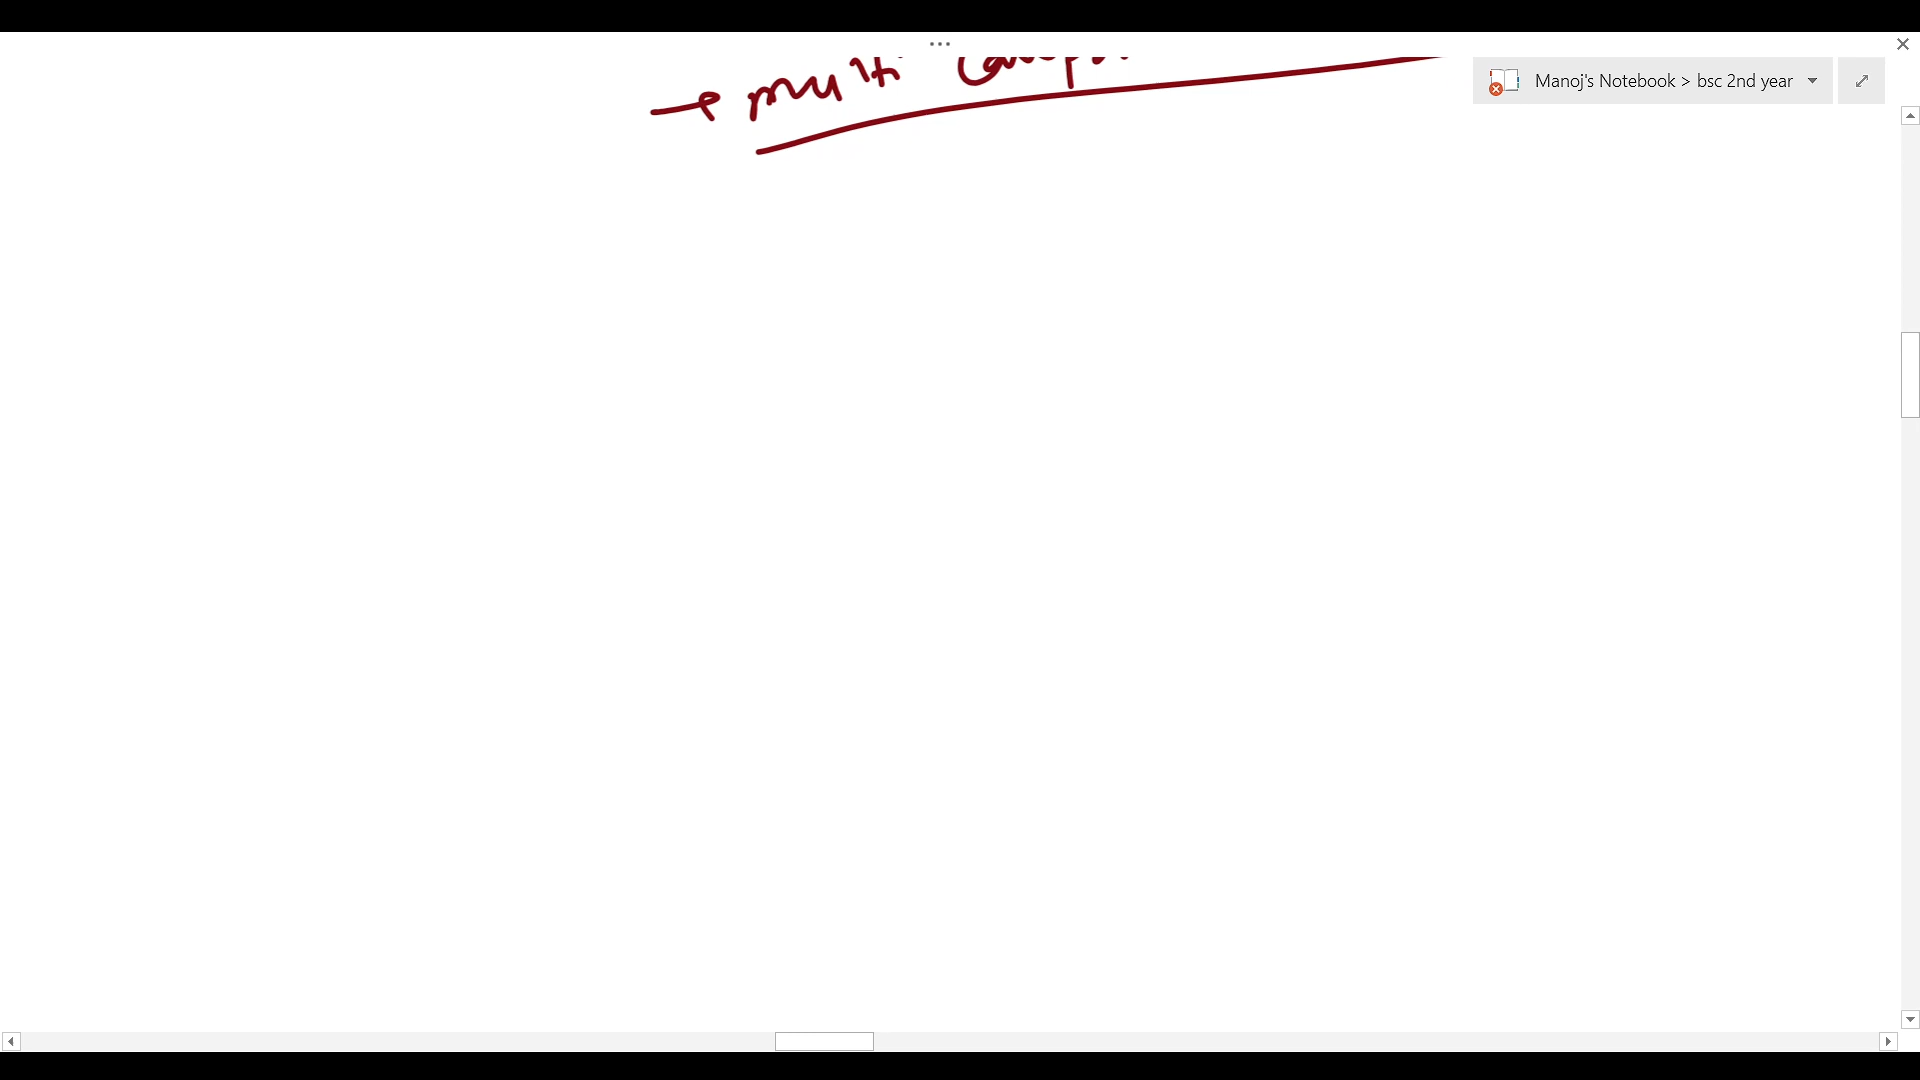 Manoj's Notebook > bsc 2nd year
→ multi